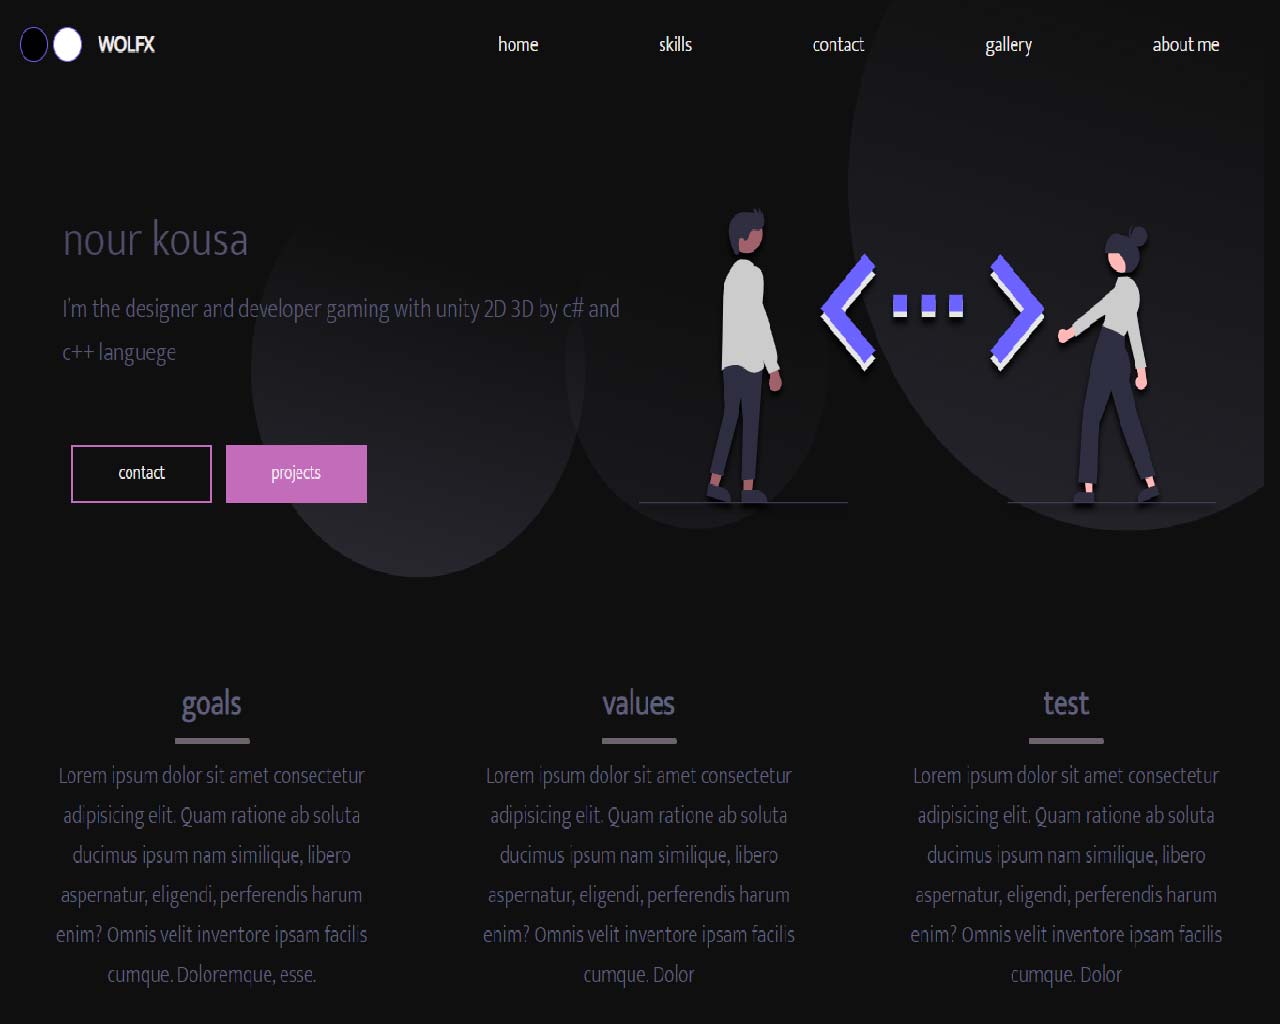 WOLFX
home
skills
contact
gallery
about me
nour kousa
I'm the designer and developer gaming with unity 2D 3D by c# and
c++ languege
contact
projects
goals
Lorem ipsum dolor sit amet consectetur
adipisicing elit. Quam ratione ab soluta
ducimus ipsum nam similique, libero
aspernatur, eligendi, perferendis harum
enim? Omnis velit inventore ipsam facilis
cumque. Doloremque, esse.
values
Lorem ipsum dolor sit amet consectetur
adipisicing elit. Quam ratione ab soluta
ducimus ipsum nam similique, libero
aspernatur, eligendi, perferendis harum
enim? Omnis velit inventore ipsam facilis
cumque. Dolor
test
Lorem ipsum dolor sit amet consectetur
adipisicing elit. Quam ratione ab soluta
ducimus ipsum nam similique, libero
aspernatur, eligendi, perferendis harum
enim? Omnis velit inventore ipsam facilis
cumque. Dolor